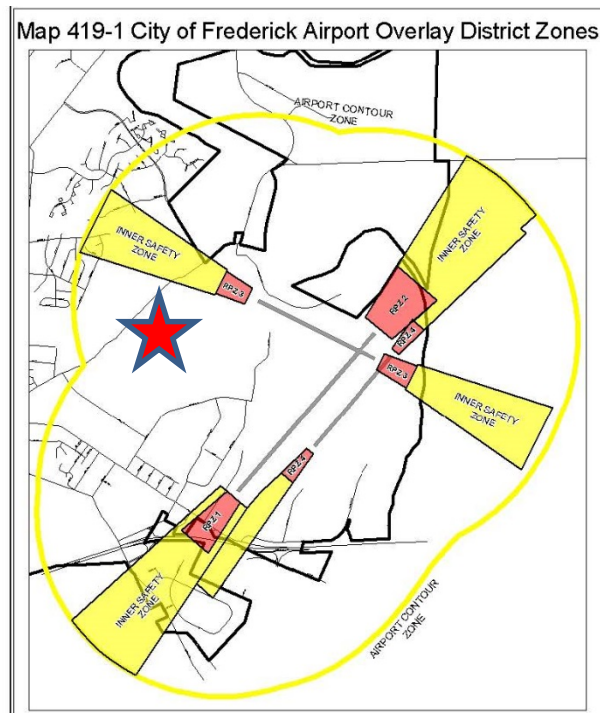 Map 419-1 City of Frederick Airport Overlay District Zones
AIRPORT CONTOUR
ZONE
INNER SAFETY
ZONE
INNER SAFETY
ZONE
RPZ-3
RPZ-2
RPZ-4
RPZ-3
INNER SAFETY
ZONE
RPZ-4
RPZ-1
INNER SAFETY
ZONE
AIRPORT CONTOUR
ZONE